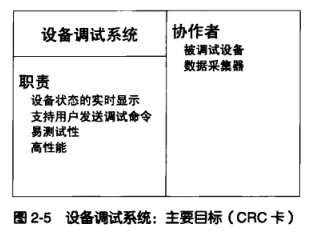 设备调试系统
职责
设备状态的实时显示
支持用户发送调试命令
易测试性
高性能
协作者
被调试设备
数据采集器
图 2-5 设备调试系统：主要目标（CRC 卡）